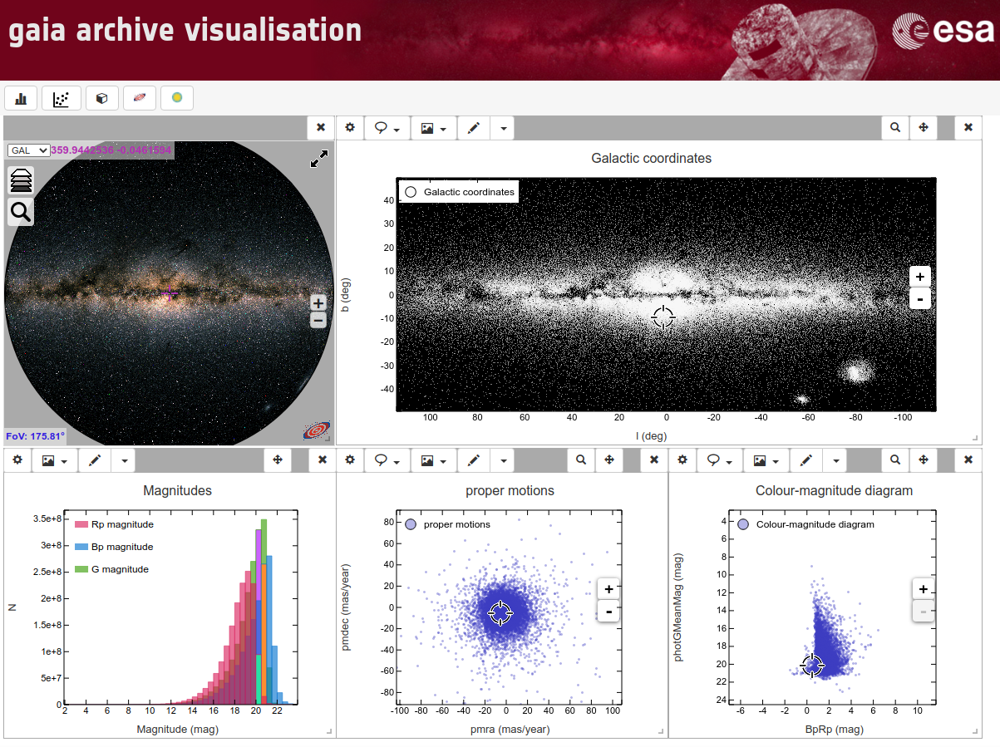 gaia archive visualisation
esa
GAL 359.9442536 -0.0461594
FoV: 175.81°
+
−
Galactic coordinates
Galactic coordinates
b (deg)
40
30
20
10
0
-10
-20
-30
-40
100 80 60 40 20 0 -20 -40 -60 -80 -100
l (deg)
+
-
Magnitudes
Rp magnitude
Bp magnitude
G magnitude
N
3.5e+8
3e+8
2.5e+8
2e+8
1.5e+8
1e+8
5e+7
0
2 4 6 8 10 12 14 16 18 20 22
Magnitude (mag)
proper motions
proper motions
pmdec (mas/year)
80
60
40
20
0
-20
-40
-60
-80
-100 -80 -60 -40 -20 0 20 40 60 80 100
pmra (mas/year)
+
-
Colour-magnitude diagram
Colour-magnitude diagram
photGMeanMag (mag)
4
6
8
10
12
14
16
18
20
22
24
-6 -4 -2 0 2 4 6 8 10
BpRp (mag)
+
-